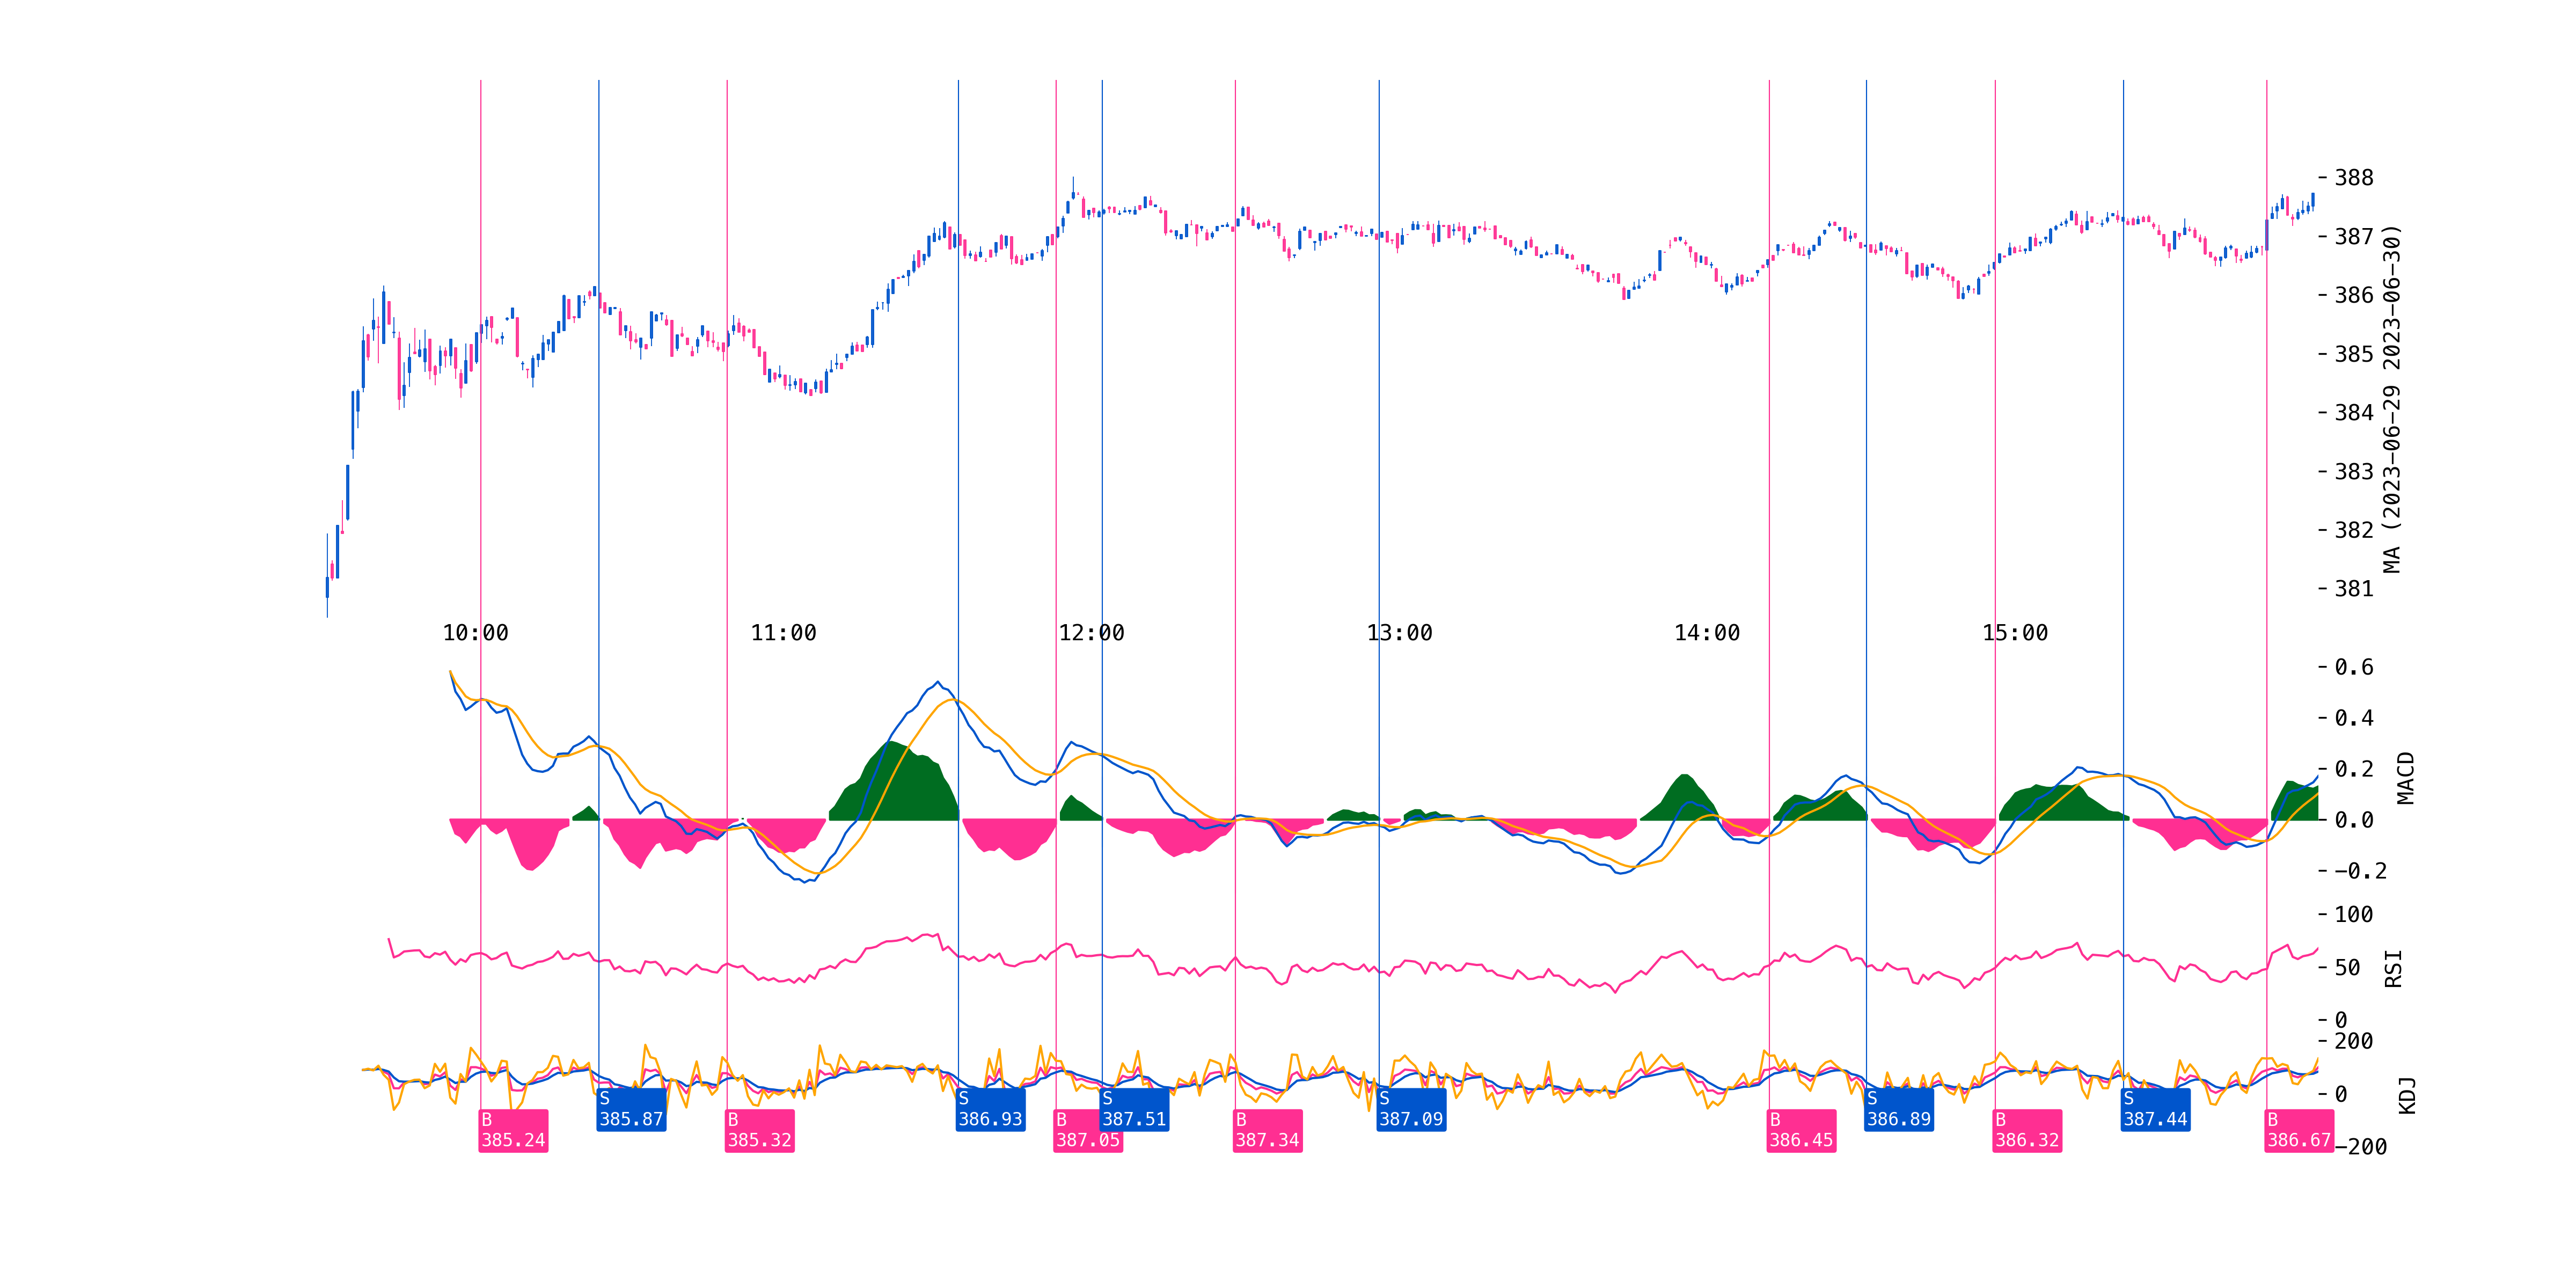 388
387
386
385
384
383
382
381
MA (2023−06−29 2023−06−30)
10:00 11:00 12:00 13:00 14:00 15:00
0.6
0.4
0.2
0.0
−0.2
MACD
100
50
0
RSI
200
0
−200
KDJ
B
385.24
S
385.87
B
385.32
S
386.93
B
387.05
S
387.51
B
387.34
S
387.09
B
386.45
S
386.89
B
386.32
S
387.44
B
386.67